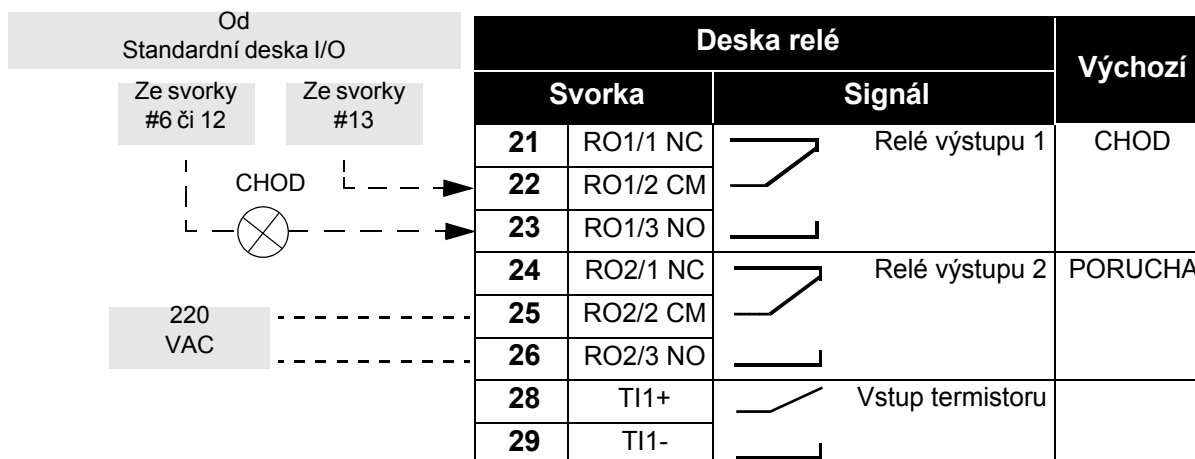 Od
Standardní deska I/O
Ze svorky
#6 či 12
Ze svorky
#13
CHOD
220
VAC
Deska relé
Výchozí
Svorka
Signál
21 RO1/1 NC Relé výstupu 1 CHOD
22 RO1/2 CM
23 RO1/3 NO
24 RO2/1 NC Relé výstupu 2 PORUCHA
25 RO2/2 CM
26 RO2/3 NO
28 TI1+ Vstup termistoru
29 TI1-